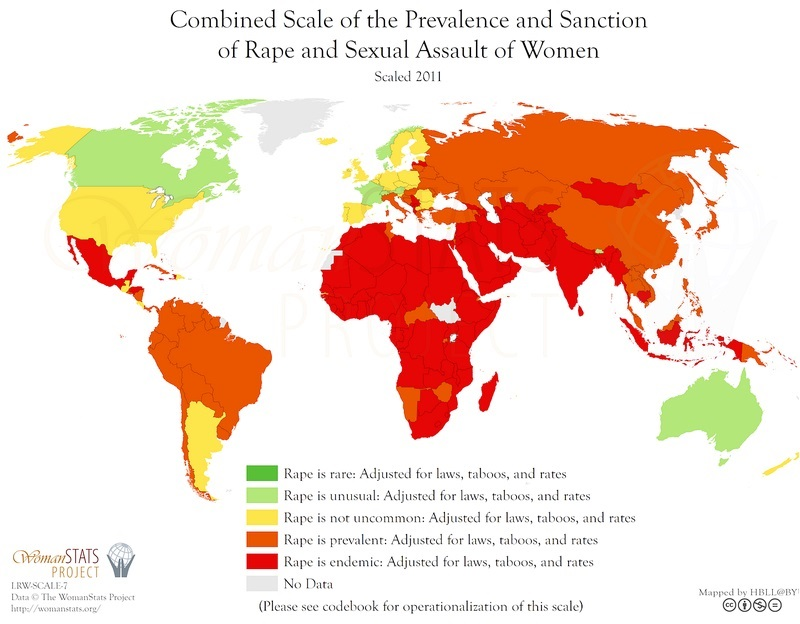 Combined Scale of the Prevalence and Sanction
of Rape and Sexual Assault of Women
Scaled 2011
Woman
PROJECT
Rape is rare: Adjusted for laws, taboos, and rates
Rape is unusual: Adjusted for laws, taboos, and rates
Rape is not uncommon: Adjusted for laws, taboos, and rates
Rape is prevalent: Adjusted for laws, taboos, and rates
Rape is endemic: Adjusted for laws, taboos, and rates
No Data
(Please see codebook for operationalization of this scale)
WomanSTATS
PROJECT
LRW-SCALE-7
Data © The WomanStats Project
http://womanstats.org/
Mapped by HBLL@BY